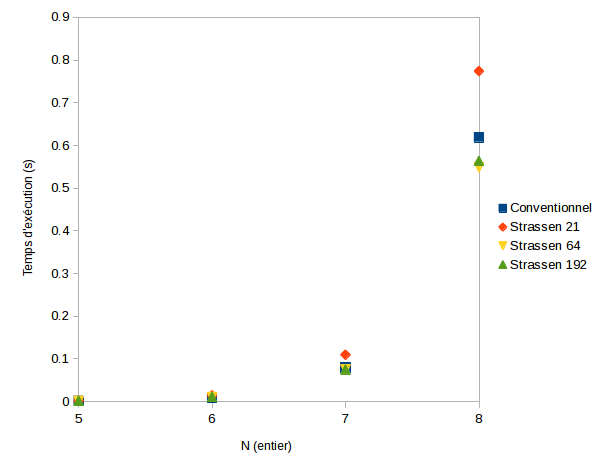 0.9
0.8
0.7
0.6
0.5
0.4
0.3
0.2
0.1
0
Temps d'exécution (s)
5 6 7 8
N (entier)
Conventionnel
Strassen 21
Strassen 64
Strassen 192